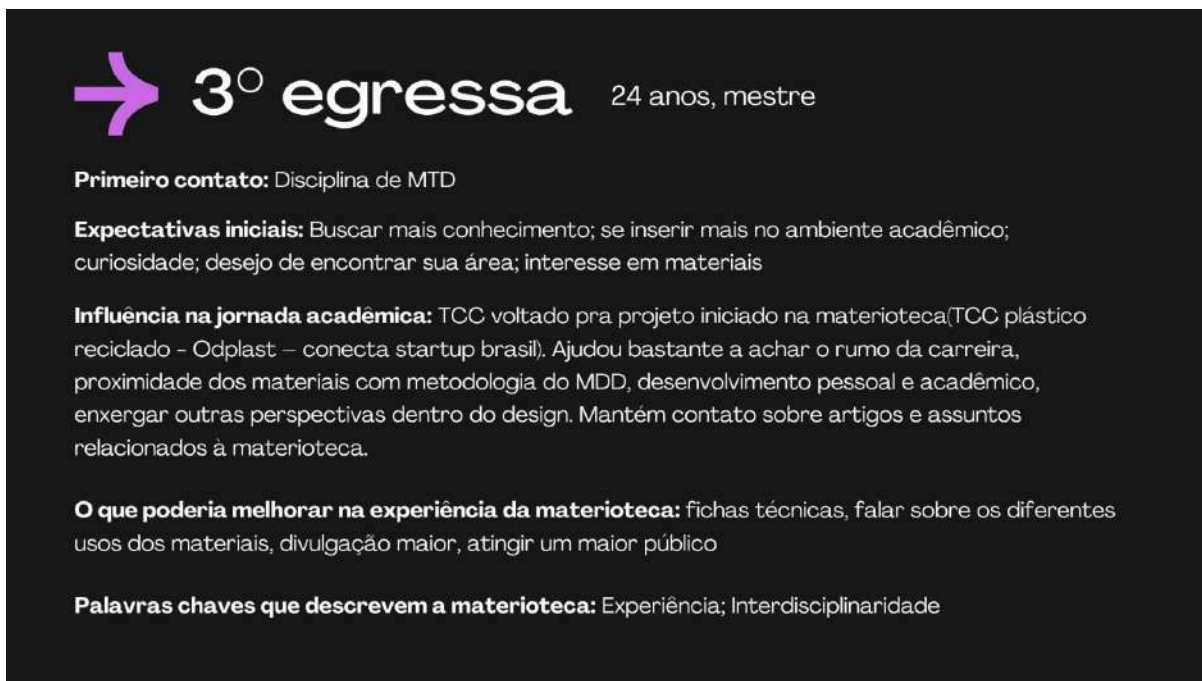 3° egressa 24 anos, mestre
Primeiro contato: Disciplina de MTD
Expectativas iniciais: Buscar mais conhecimento; se inserir mais no ambiente acadêmico;
curiosidade; desejo de encontrar sua área; interesse em materiais
Influência na jornada acadêmica: TCC voltado pra projeto iniciado na materioteca(TCC plástico
reciclado - Odplast – conecta startup brasil). Ajudou bastante a achar o rumo da carreira,
proximidade dos materiais com metodologia do MDD, desenvolvimento pessoal e acadêmico,
enxergar outras perspectivas dentro do design. Mantém contato sobre artigos e assuntos
relacionados à materioteca.
O que poderia melhorar na experiência da materioteca: fichas técnicas, falar sobre os diferentes
usos dos materiais, divulgação maior, atingir um maior público
Palavras chaves que descrevem a materioteca: Experiência; Interdisciplinaridade